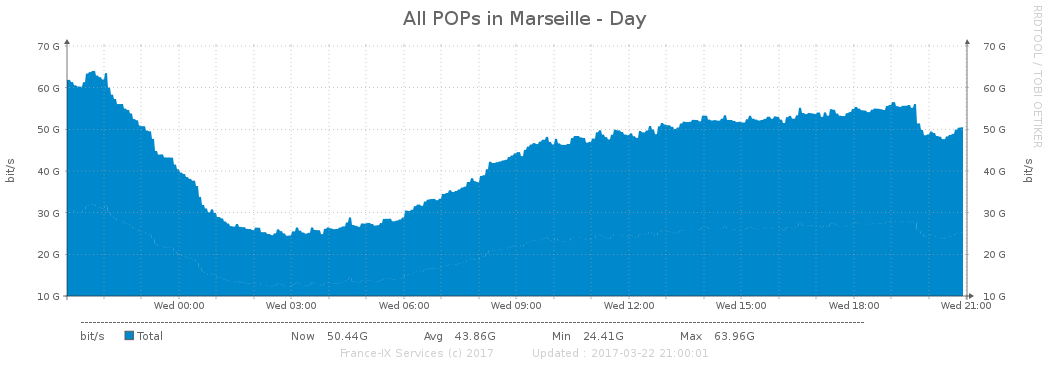 All POPs in Marseille - Day
RRDTOOL / TOBI OETIKER
70 G 70 G
60 G 60 G
50 G 50 G
40 G 40 G
30 G 30 G
20 G 20 G
10 G 10 G
bit/s
bit/s
Wed 00:00 Wed 03:00 Wed 06:00 Wed 09:00 Wed 12:00 Wed 15:00 Wed 18:00 Wed 21:00
bit/s Total Now 50.44G Avg 43.86G Min 24.41G Max 63.96G
France-IX Services (c) 2017 Updated : 2017-03-22 21:00:01